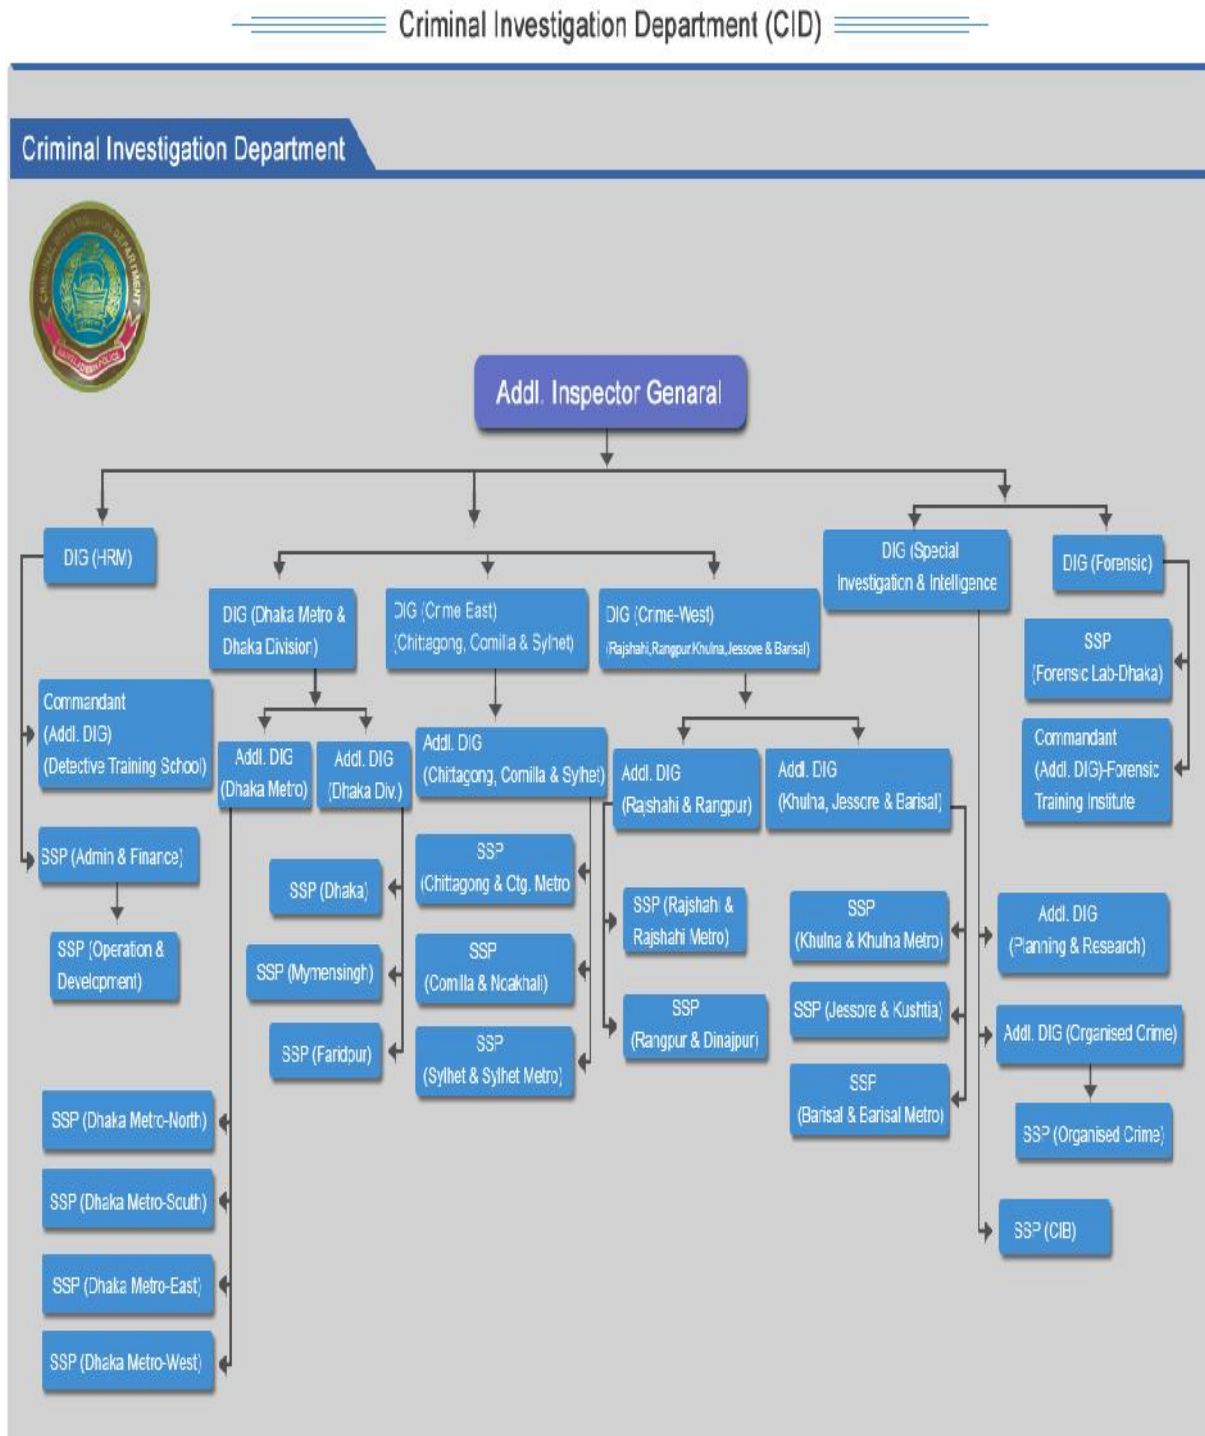 Criminal Investigation Department (CID)
Criminal Investigation Department
CRIMINAL INVESTIGATION DEPARTMENT
BANGLADESH POLICE
Addl. Inspector Genaral
DIG (HRM)
DIG (Special
Investigation & Intelligence
DIG (Forensic)
DIG (Dhaka Metro &
Dhaka Division)
DIG (Crime East)
(Chittagong, Comilla & Sylhet)
DIG (Crime-West)
(Rajshahi,Rangpur,Khulna,Jessore & Barisal)
SSP
(Forensic Lab-Dhaka)
Commandant
(Addl. DIG)
(Detective Training School)
Addl. DIG
(Dhaka Metro)
Addl. DIG
(Dhaka Div.)
Addl. DIG
(Chittagong, Comilla & Sylhet)
Addl. DIG
(Rajshahi & Rangpur)
Addl. DIG
(Khulna, Jessore & Barisal)
Commandant
(Addl. DIG)-Forensic
Training Institute
SSP (Admin & Finance)
SSP (Dhaka)
SSP
(Chittagong & Ctg. Metro
SSP (Rajshahi &
Rajshahi Metro)
SSP
(Khulna & Khulna Metro)
Addl. DIG
(Planning & Research)
SSP (Operation &
Development)
SSP (Mymensingh)
SSP
(Comilla & Noakhali)
SSP
(Rangpur & Dinajpur)
SSP (Jessore & Kushtia)
Addl. DIG (Organised Crime)
SSP (Faridpur)
SSP
(Sylhet & Sylhet Metro)
SSP
(Barisal & Barisal Metro)
SSP (Organised Crime)
SSP (Dhaka Metro-North)
SSP (Dhaka Metro-South)
SSP (CIB)
SSP (Dhaka Metro-East)
SSP (Dhaka Metro-West)